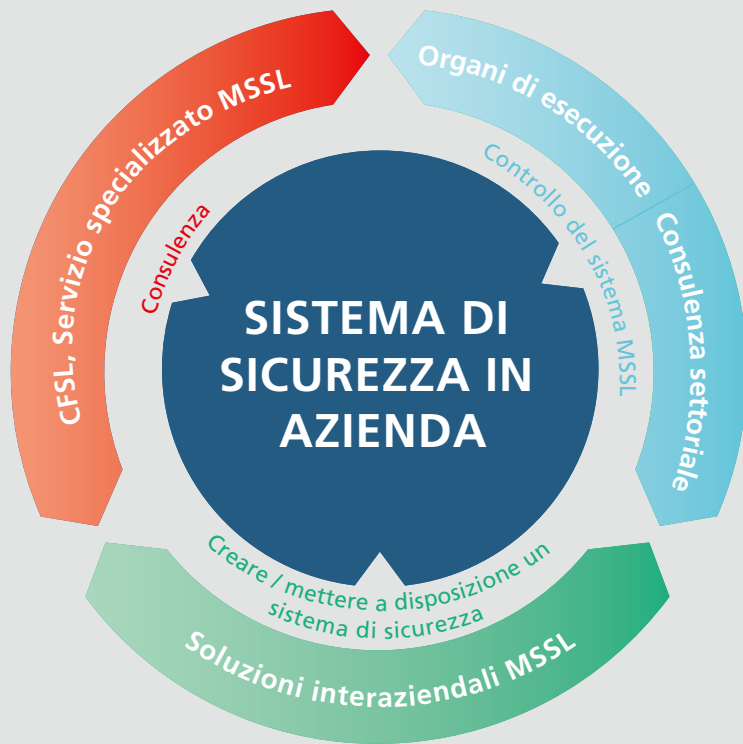 CFSL, Servizio specializzato MSSL
Consulenza
Organi di esecuzione
Consulenza settoriale
Controllo del sistema MSSL
SISTEMA DI
SICUREZZA IN
AZIENDA
Creare / mettere a disposizione un
sistema di sicurezza
Soluzioni interaziendali MSSL